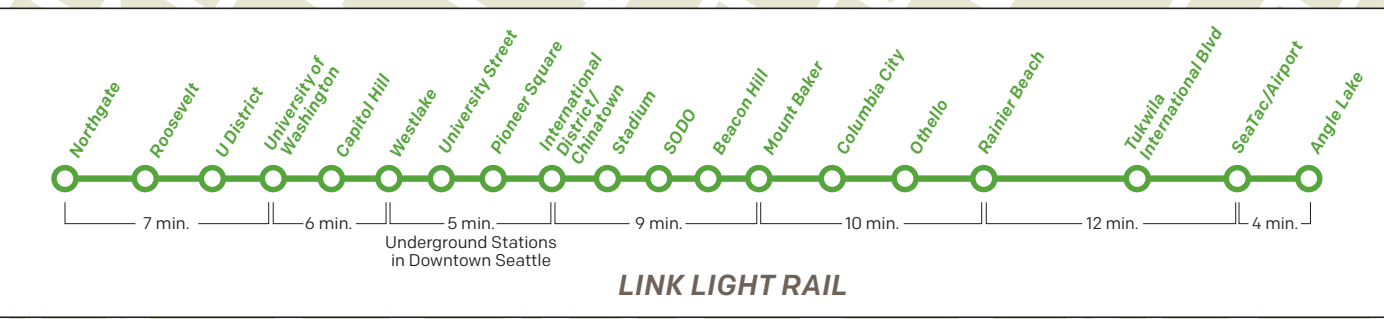 Northgate
Roosevelt
U District
University of
Washington
Capitol Hill
Westlake
University Street
Pioneer Square
International
District/
Chinatown
Stadium
SODO
Beacon Hill
Mount Baker
Columbia City
Othello
Rainier Beach
Tukwila
International Blvd
SeaTac/Airport
Angle Lake
7 min.
6 min.
5 min.
9 min.
10 min.
12 min.
4 min.
Underground Stations
in Downtown Seattle
LINK LIGHT RAIL